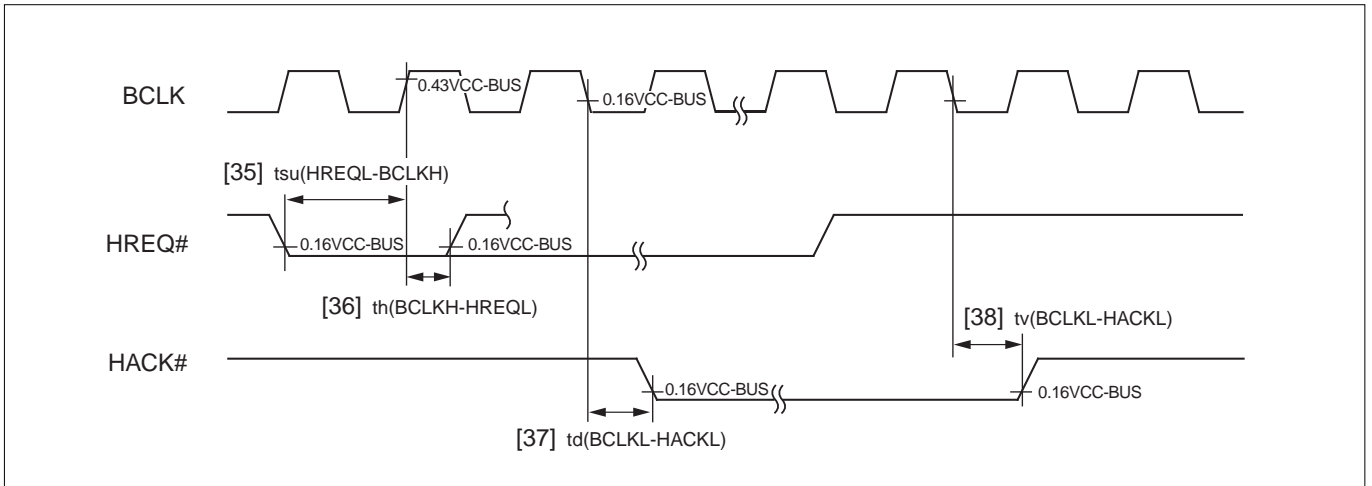 BCLK
0.43VCC-BUS
0.16VCC-BUS
[35] tsu(HREQL-BCLKH)
HREQ#
0.16VCC-BUS
0.16VCC-BUS
[36] th(BCLKH-HREQL)
[38] tv(BCLKL-HACKL)
HACK#
0.16VCC-BUS
0.16VCC-BUS
[37] td(BCLKL-HACKL)